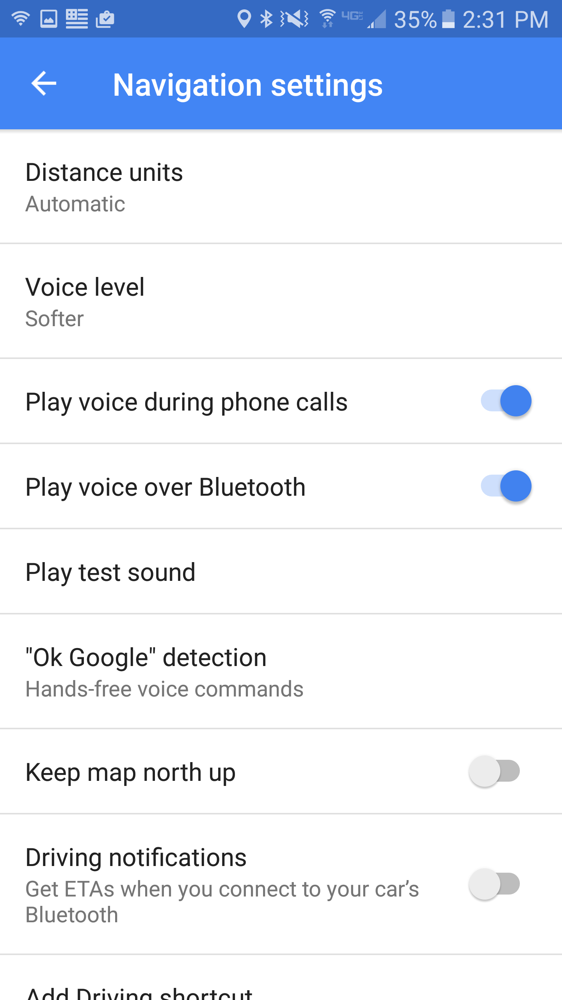 4G LTE 35% 2:31 PM
Navigation settings
Distance units
Automatic
Voice level
Softer
Play voice during phone calls
Play voice over Bluetooth
Play test sound
"Ok Google" detection
Hands-free voice commands
Keep map north up
Driving notifications
Get ETAs when you connect to your car’s
Bluetooth
Add Driving shortcut